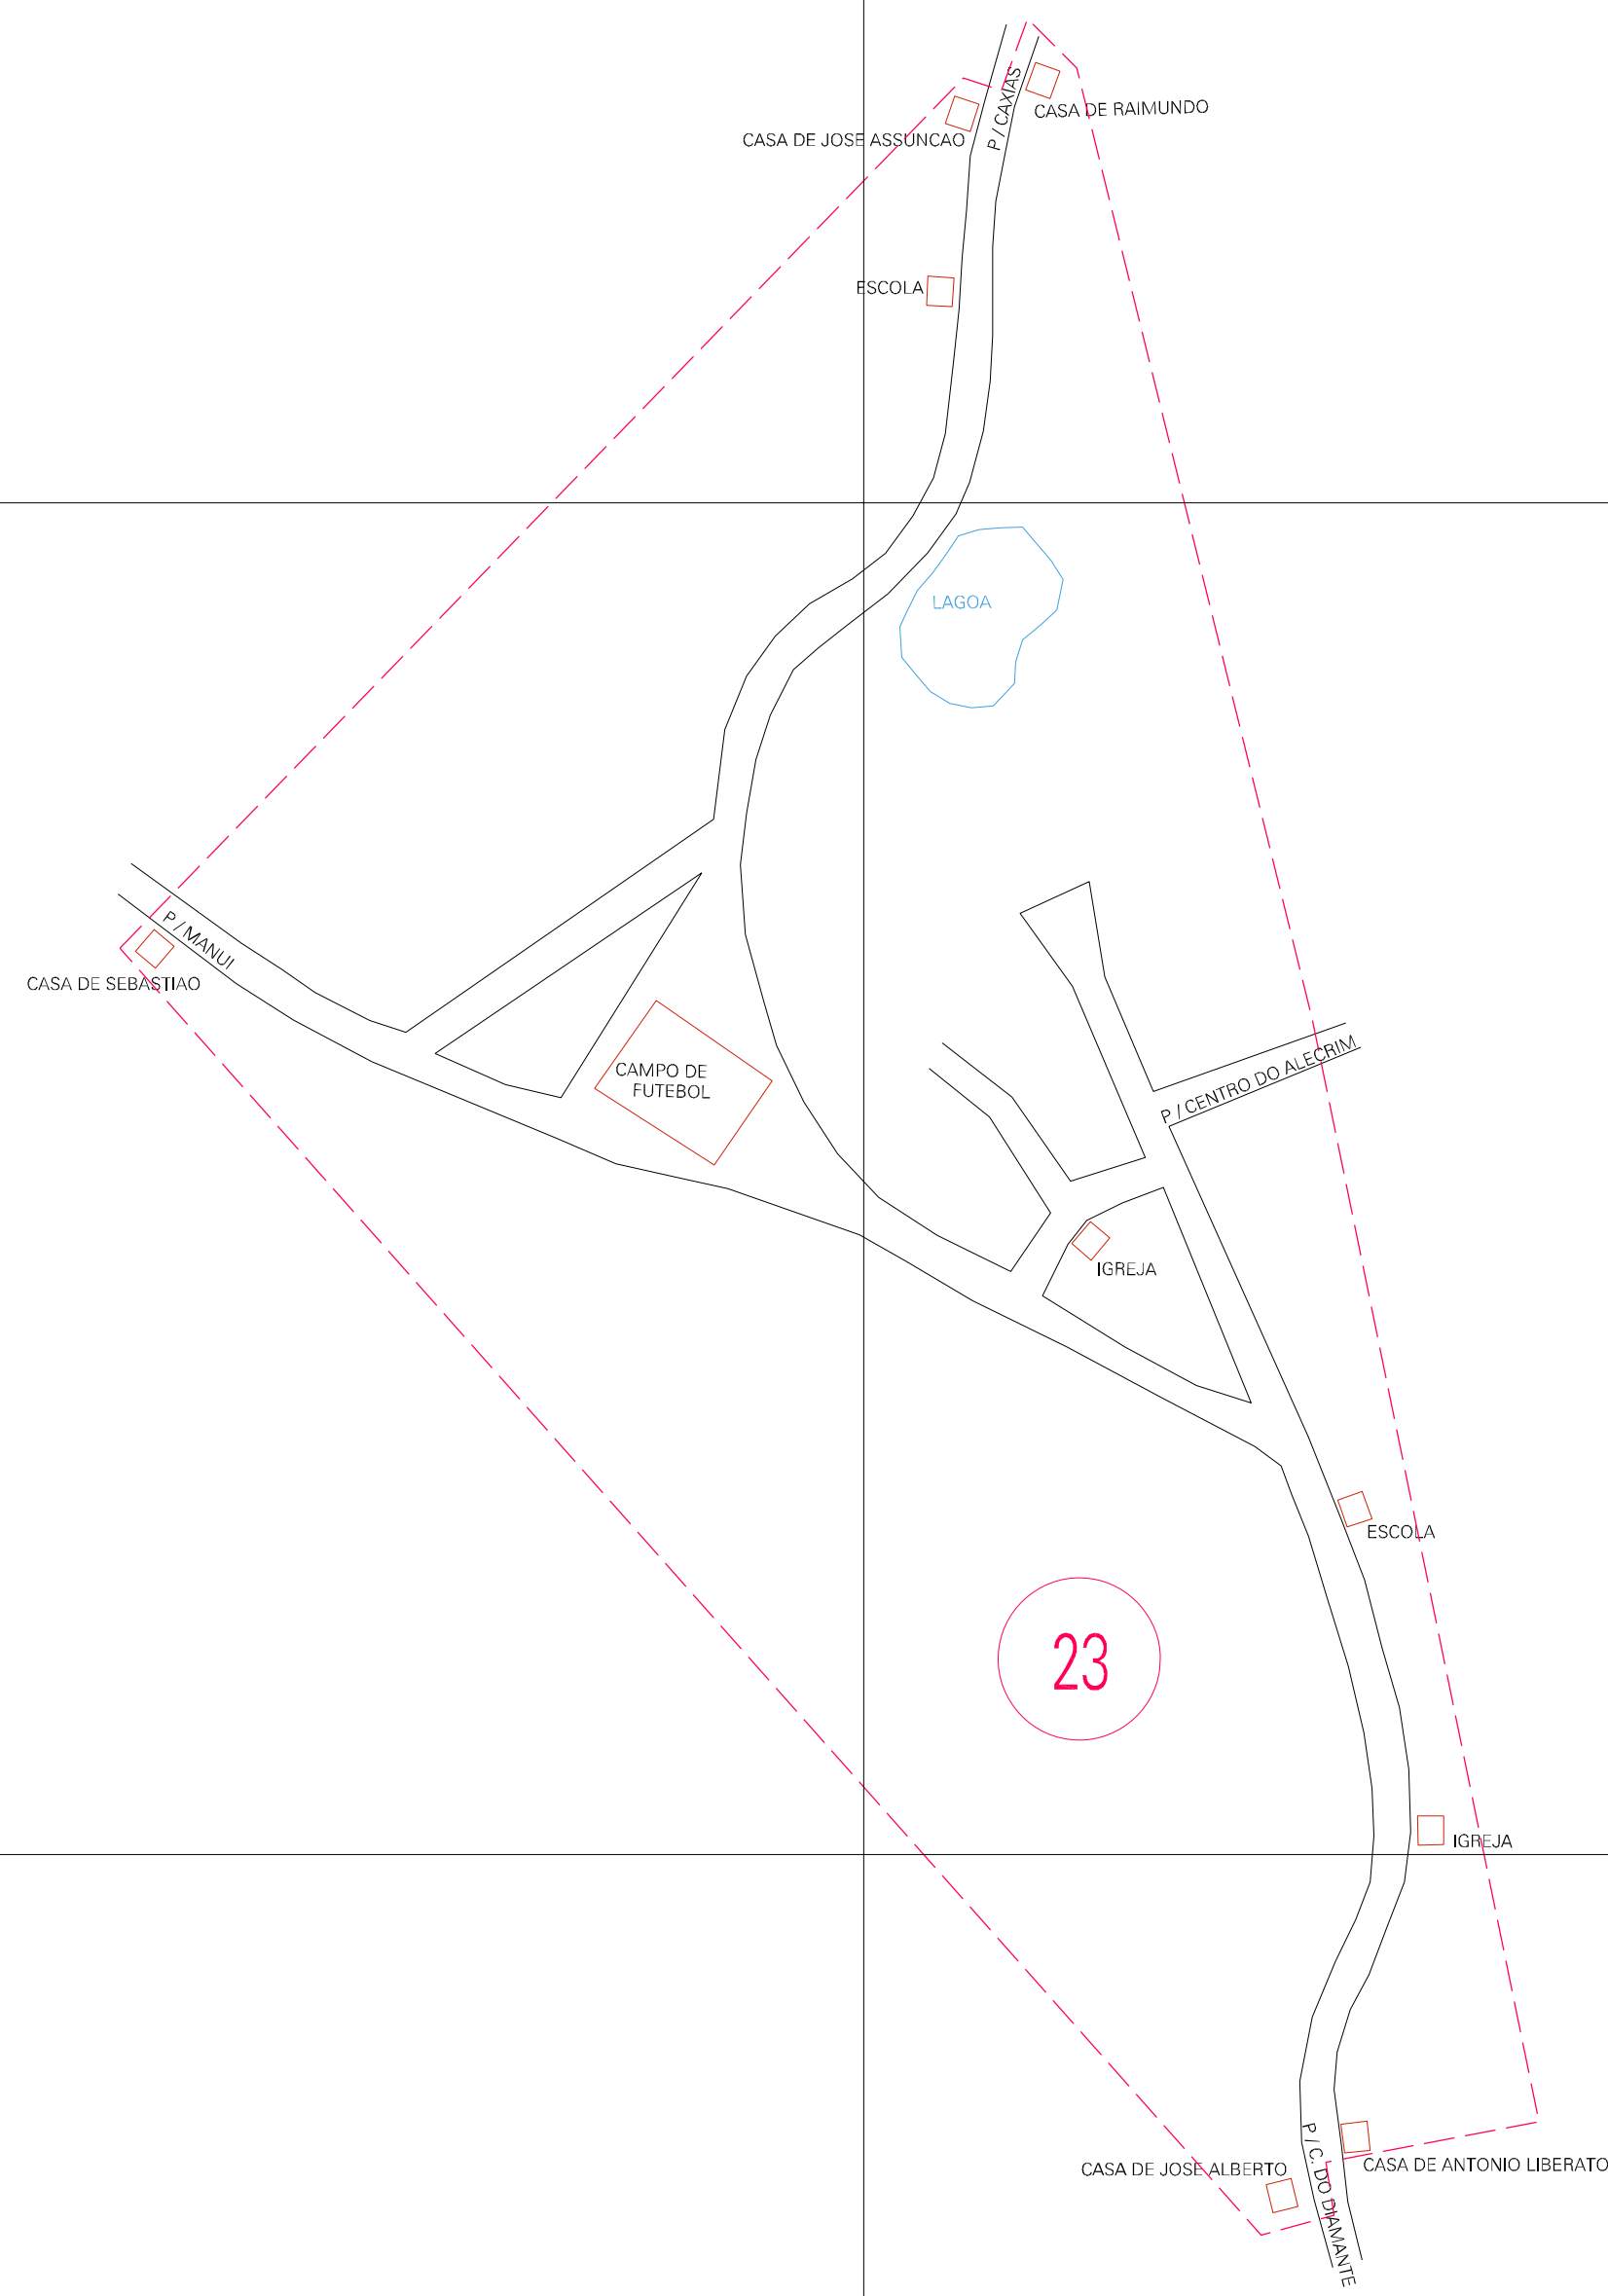 P / CAXIAS
CASA DE RAIMUNDO
CASA DE JOSE ASSUNCAO
ESCOLA
LAGOA
P / MANUI
CASA DE SEBASTIAO
CAMPO DE
FUTEBOL
P / CENTRO DO ALECRIM
IGREJA
ESCOLA
23
IGREJA
CASA DE JOSE ALBERTO
P / C. DO DIAMANTE
CASA DE ANTONIO LIBERATO